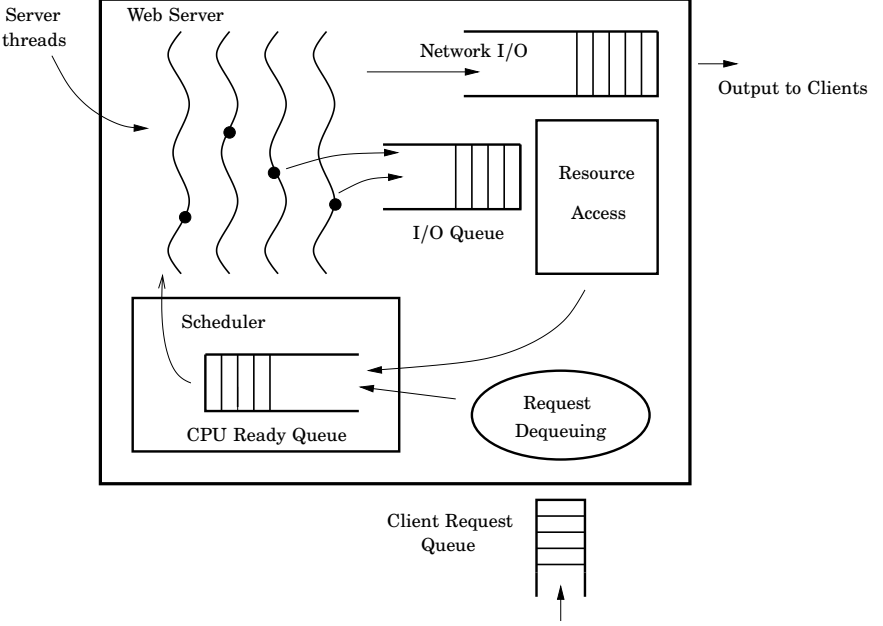 Server
threads
Web Server
Network I/O
Output to Clients
Resource
Access
I/O Queue
Scheduler
CPU Ready Queue
Request
Dequeuing
Client Request
Queue